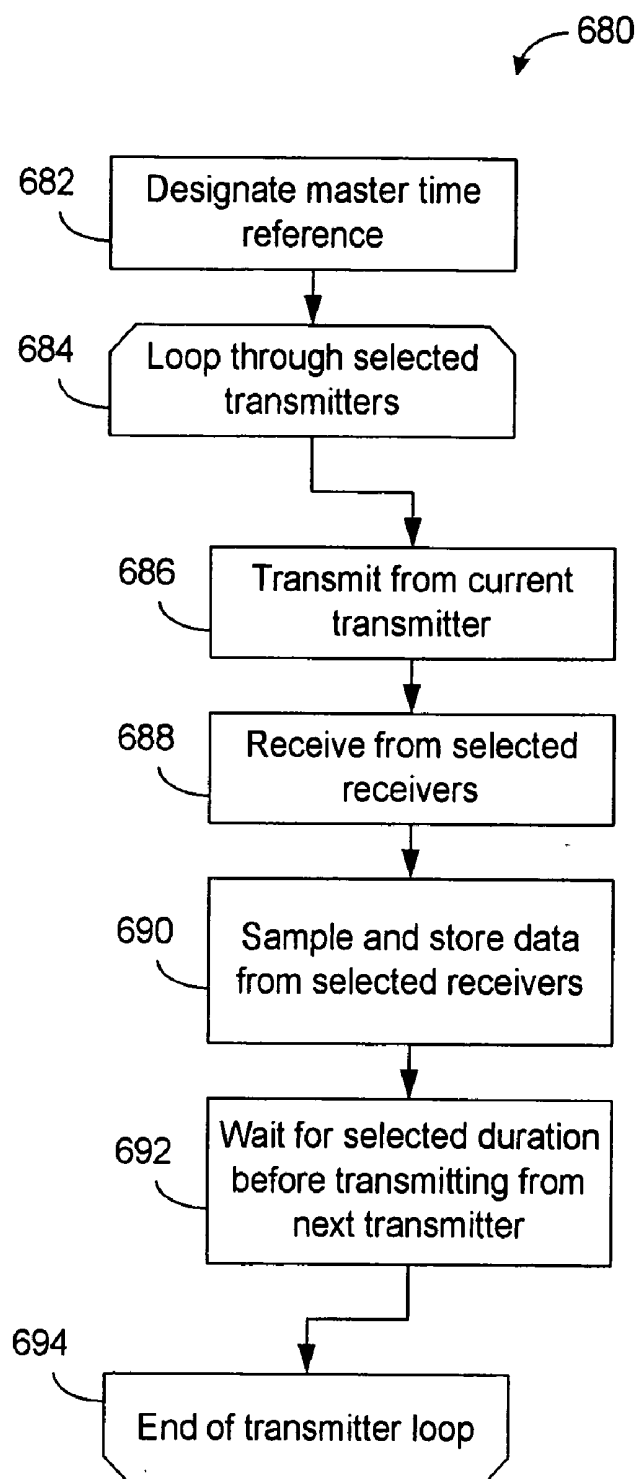 680
682
Designate master time
reference
684
Loop through selected
transmitters
686
Transmit from current
transmitter
688
Receive from selected
receivers
690
Sample and store data
from selected receivers
692
Wait for selected duration
before transmitting from
next transmitter
694
End of transmitter loop